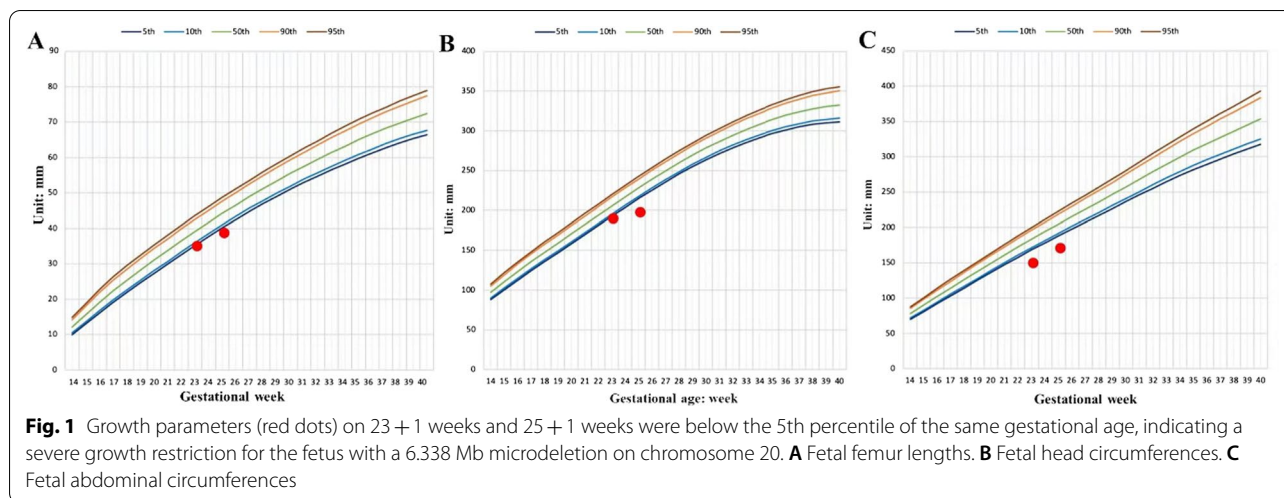 A
5th 10th 50th 90th 95th
90
80
70
60
50
40
30
20
10
0
Unit: mm
14 15 16 17 18 19 20 21 22 23 24 25 26 27 28 29 30 31 32 33 34 35 36 37 38 39 40
Gestational week
B
5th 10th 50th 90th 95th
400
350
300
250
200
150
100
50
0
Unit: mm
14 15 16 17 18 19 20 21 22 23 24 25 26 27 28 29 30 31 32 33 34 35 36 37 38 39 40
Gestational age: week
C
5th 10th 50th 90th 95th
450
400
350
300
250
200
150
100
50
0
Unit: mm
14 15 16 17 18 19 20 21 22 23 24 25 26 27 28 29 30 31 32 33 34 35 36 37 38 39 40
Gestational week
Fig. 1 Growth parameters (red dots) on 23 + 1 weeks and 25 + 1 weeks were below the 5th percentile of the same gestational age, indicating a
severe growth restriction for the fetus with a 6.338 Mb microdeletion on chromosome 20. A Fetal femur lengths. B Fetal head circumferences. C
Fetal abdominal circumferences